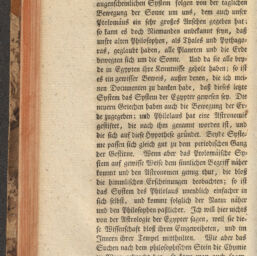 augenscheinlichen System folgen von der täglichen
Bewegung der Sonne um uns, dem auch unser
Ptolomäus ein sehr großes Ansehen gegeben hat;
so kann es doch Niemanden unbekannt seyn, daß
unsre alten Philosophen, als Thales und Pythago-
ras, geglaubt haben, alle Planeten und die Erde
bewegten sich um die Sonne. Und da sie alle bey-
de in Egypten ihre Kenntnisse geholt haben; so ist
es ein gewisser Beweis, außer denen, die ich mei-
nen Documenten zu danken habe, daß dieses letzte
System das System der Egypter gewesen sey. Die
neuern Griechen haben auch die Bewegung der Er-
de zugegeben; und Philolaus hat eine Astronomie
gestiftet, die nach ihm genannt worden ist, und
die sich auf diese Hypothese gründet. Beyde Syste-
me passen sich gleich gut zu dem periodischen Gang
der Gestirne. Wenn aber das Ptolemäische Sy-
stem auf gewisse Weise dem sinnlichen Begriff näher
kommt und den Astronomen genug thut, die bloß
die himmlischen Erscheinungen beobachten; so ist
das System des Philolaus unendlich einfacher in
sich selbst, und kommt folglich der Natur näher
und den Philosophen paßlicher. Ich will hier nichts
von der Astrologie der Egypter sagen, weil sie die-
se Wissenschaft bloß ihren Eingeweiheten, und im
Innern ihrer Tempel mittheilten. Wie aber das
Suchen nach dem philosophischen Stein die Chymie